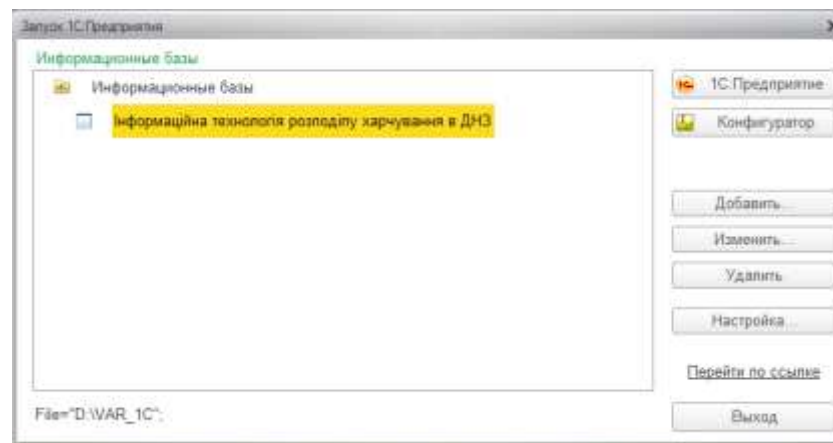 Запуск 1С:Предприятия
Информационные базы
Информационные базы
Інформаційна технологія розподілу харчування в ДНЗ
1С:Предприятие
Конфигуратор
Добавить...
Изменить...
Удалить
Настройка...
Перейти по ссылке
File="D:\VAR_1C";
Выход